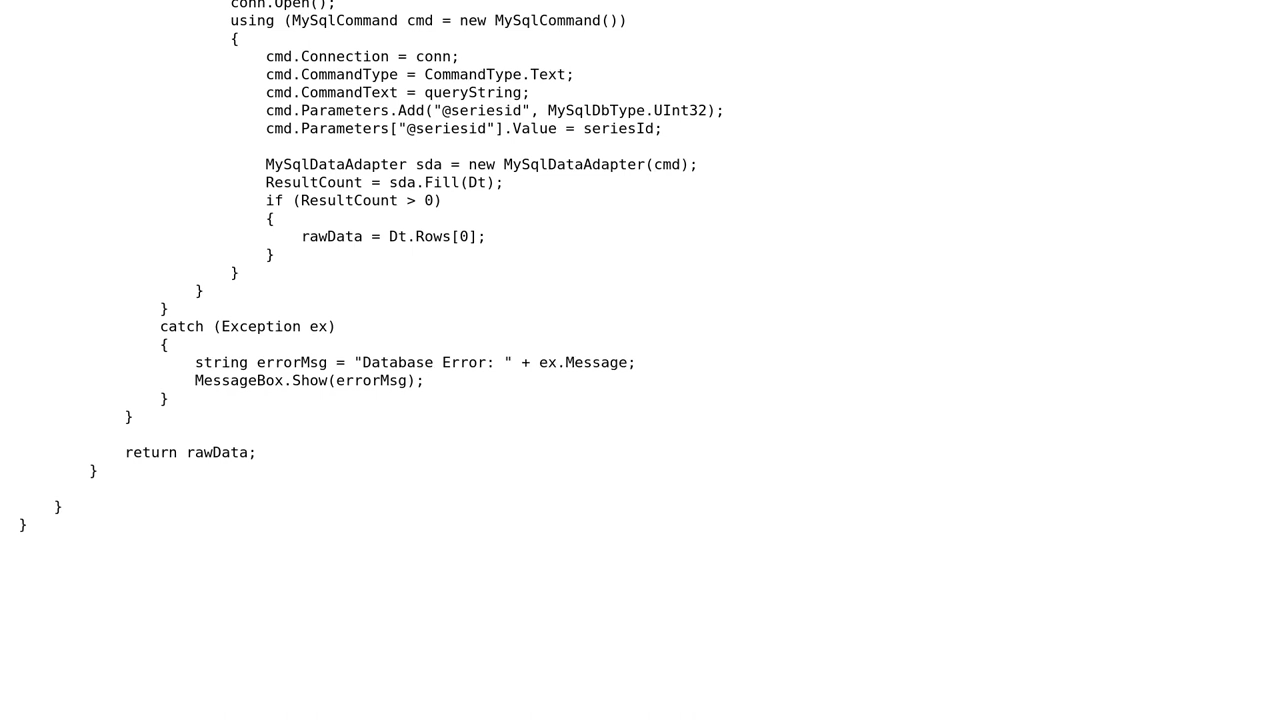 conn.Open();
using (MySqlCommand cmd = new MySqlCommand())
{
cmd.Connection = conn;
cmd.CommandType = CommandType.Text;
cmd.CommandText = queryString;
cmd.Parameters.Add("@seriesid", MySqlDbType.UInt32);
cmd.Parameters["@seriesid"].Value = seriesId;
MySqlDataAdapter sda = new MySqlDataAdapter(cmd);
ResultCount = sda.Fill(Dt);
if (ResultCount > 0)
{
rawData = Dt.Rows[0];
}
}
}
}
catch (Exception ex)
{
string errorMsg = "Database Error: " + ex.Message;
MessageBox.Show(errorMsg);
}
}
return rawData;
}
}
}